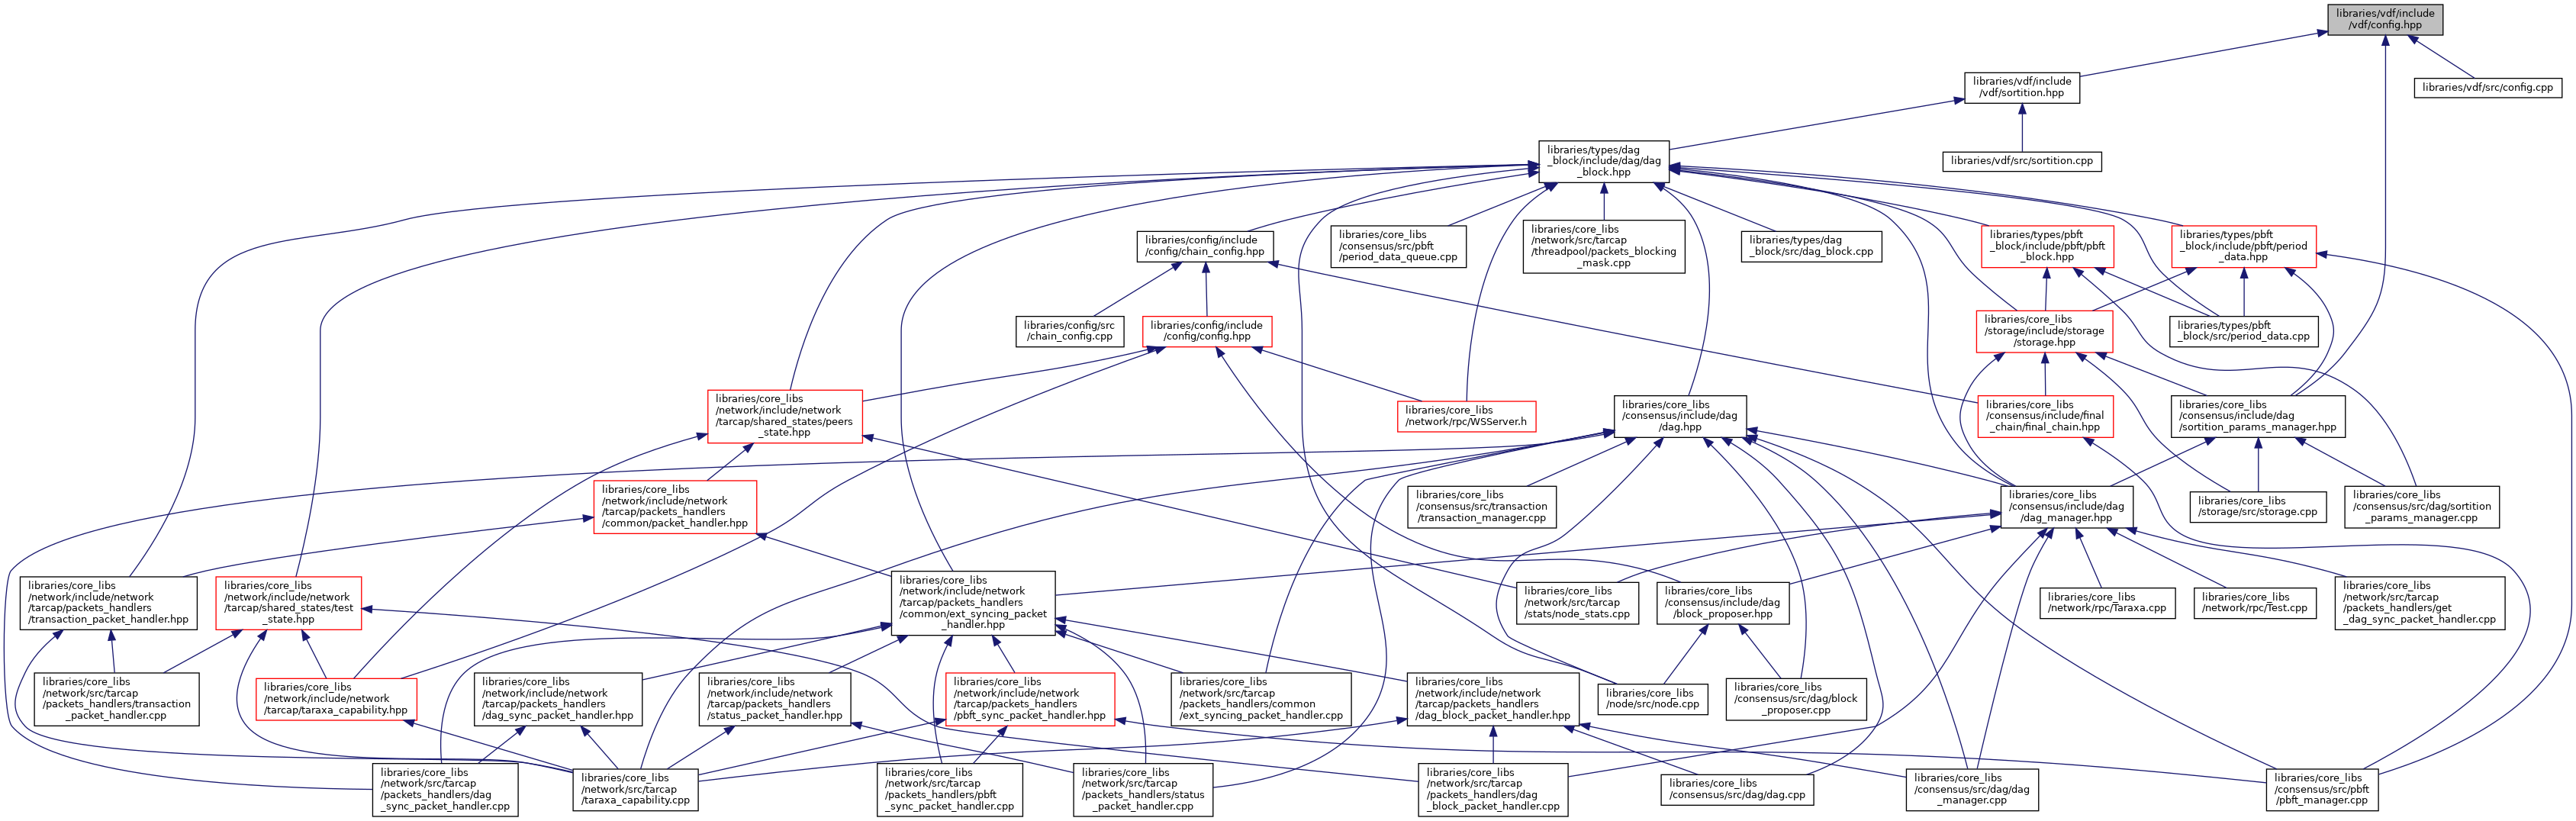 libraries/vdf/include
/vdf/config.hpp
libraries/vdf/include
/vdf/sortition.hpp
libraries/vdf/src/config.cpp
libraries/types/dag
_block/include/dag/dag
_block.hpp
libraries/vdf/src/sortition.cpp
libraries/config/include
/config/chain_config.hpp
libraries/core_libs
/consensus/src/pbft
/period_data_queue.cpp
libraries/core_libs
/network/src/tarcap
/threadpool/packets_blocking
_mask.cpp
libraries/types/dag
_block/src/dag_block.cpp
libraries/types/pbft
_block/include/pbft/pbft
_block.hpp
libraries/types/pbft
_block/include/pbft/period
_data.hpp
libraries/config/src
/chain_config.cpp
libraries/config/include
/config/config.hpp
libraries/core_libs
/storage/include/storage
/storage.hpp
libraries/types/pbft
_block/src/period_data.cpp
libraries/core_libs
/network/include/network
/tarcap/shared_states/peers
_state.hpp
libraries/core_libs
/network/rpc/WSServer.h
libraries/core_libs
/consensus/include/dag
/dag.hpp
libraries/core_libs
/consensus/include/final
_chain/final_chain.hpp
libraries/core_libs
/consensus/include/dag
/sortition_params_manager.hpp
libraries/core_libs
/network/include/network
/tarcap/packets_handlers
/common/packet_handler.hpp
libraries/core_libs
/consensus/src/transaction
/transaction_manager.cpp
libraries/core_libs
/consensus/include/dag
/dag_manager.hpp
libraries/core_libs
/storage/src/storage.cpp
libraries/core_libs
/consensus/src/dag/sortition
_params_manager.cpp
libraries/core_libs
/network/include/network
/tarcap/packets_handlers
/transaction_packet_handler.hpp
libraries/core_libs
/network/include/network
/tarcap/shared_states/test
_state.hpp
libraries/core_libs
/network/include/network
/tarcap/packets_handlers
/common/ext_syncing_packet
_handler.hpp
libraries/core_libs
/network/src/tarcap
/stats/node_stats.cpp
libraries/core_libs
/consensus/include/dag
/block_proposer.hpp
libraries/core_libs
/network/rpc/Taraxa.cpp
libraries/core_libs
/network/rpc/Test.cpp
libraries/core_libs
/network/src/tarcap
/packets_handlers/get
_dag_sync_packet_handler.cpp
libraries/core_libs
/network/src/tarcap
/packets_handlers/transaction
_packet_handler.cpp
libraries/core_libs
/network/include/network
/tarcap/taraxa_capability.hpp
libraries/core_libs
/network/include/network
/tarcap/packets_handlers
/dag_sync_packet_handler.hpp
libraries/core_libs
/network/include/network
/tarcap/packets_handlers
/status_packet_handler.hpp
libraries/core_libs
/network/include/network
/tarcap/packets_handlers
/pbft_sync_packet_handler.hpp
libraries/core_libs
/network/src/tarcap
/packets_handlers/common
/ext_syncing_packet_handler.cpp
libraries/core_libs
/network/include/network
/tarcap/packets_handlers
/dag_block_packet_handler.hpp
libraries/core_libs
/node/src/node.cpp
libraries/core_libs
/consensus/src/dag/block
_proposer.cpp
libraries/core_libs
/network/src/tarcap
/packets_handlers/dag
_sync_packet_handler.cpp
libraries/core_libs
/network/src/tarcap
/taraxa_capability.cpp
libraries/core_libs
/network/src/tarcap
/packets_handlers/pbft
_sync_packet_handler.cpp
libraries/core_libs
/network/src/tarcap
/packets_handlers/status
_packet_handler.cpp
libraries/core_libs
/network/src/tarcap
/packets_handlers/dag
_block_packet_handler.cpp
libraries/core_libs
/consensus/src/dag/dag.cpp
libraries/core_libs
/consensus/src/dag/dag
_manager.cpp
libraries/core_libs
/consensus/src/pbft
/pbft_manager.cpp